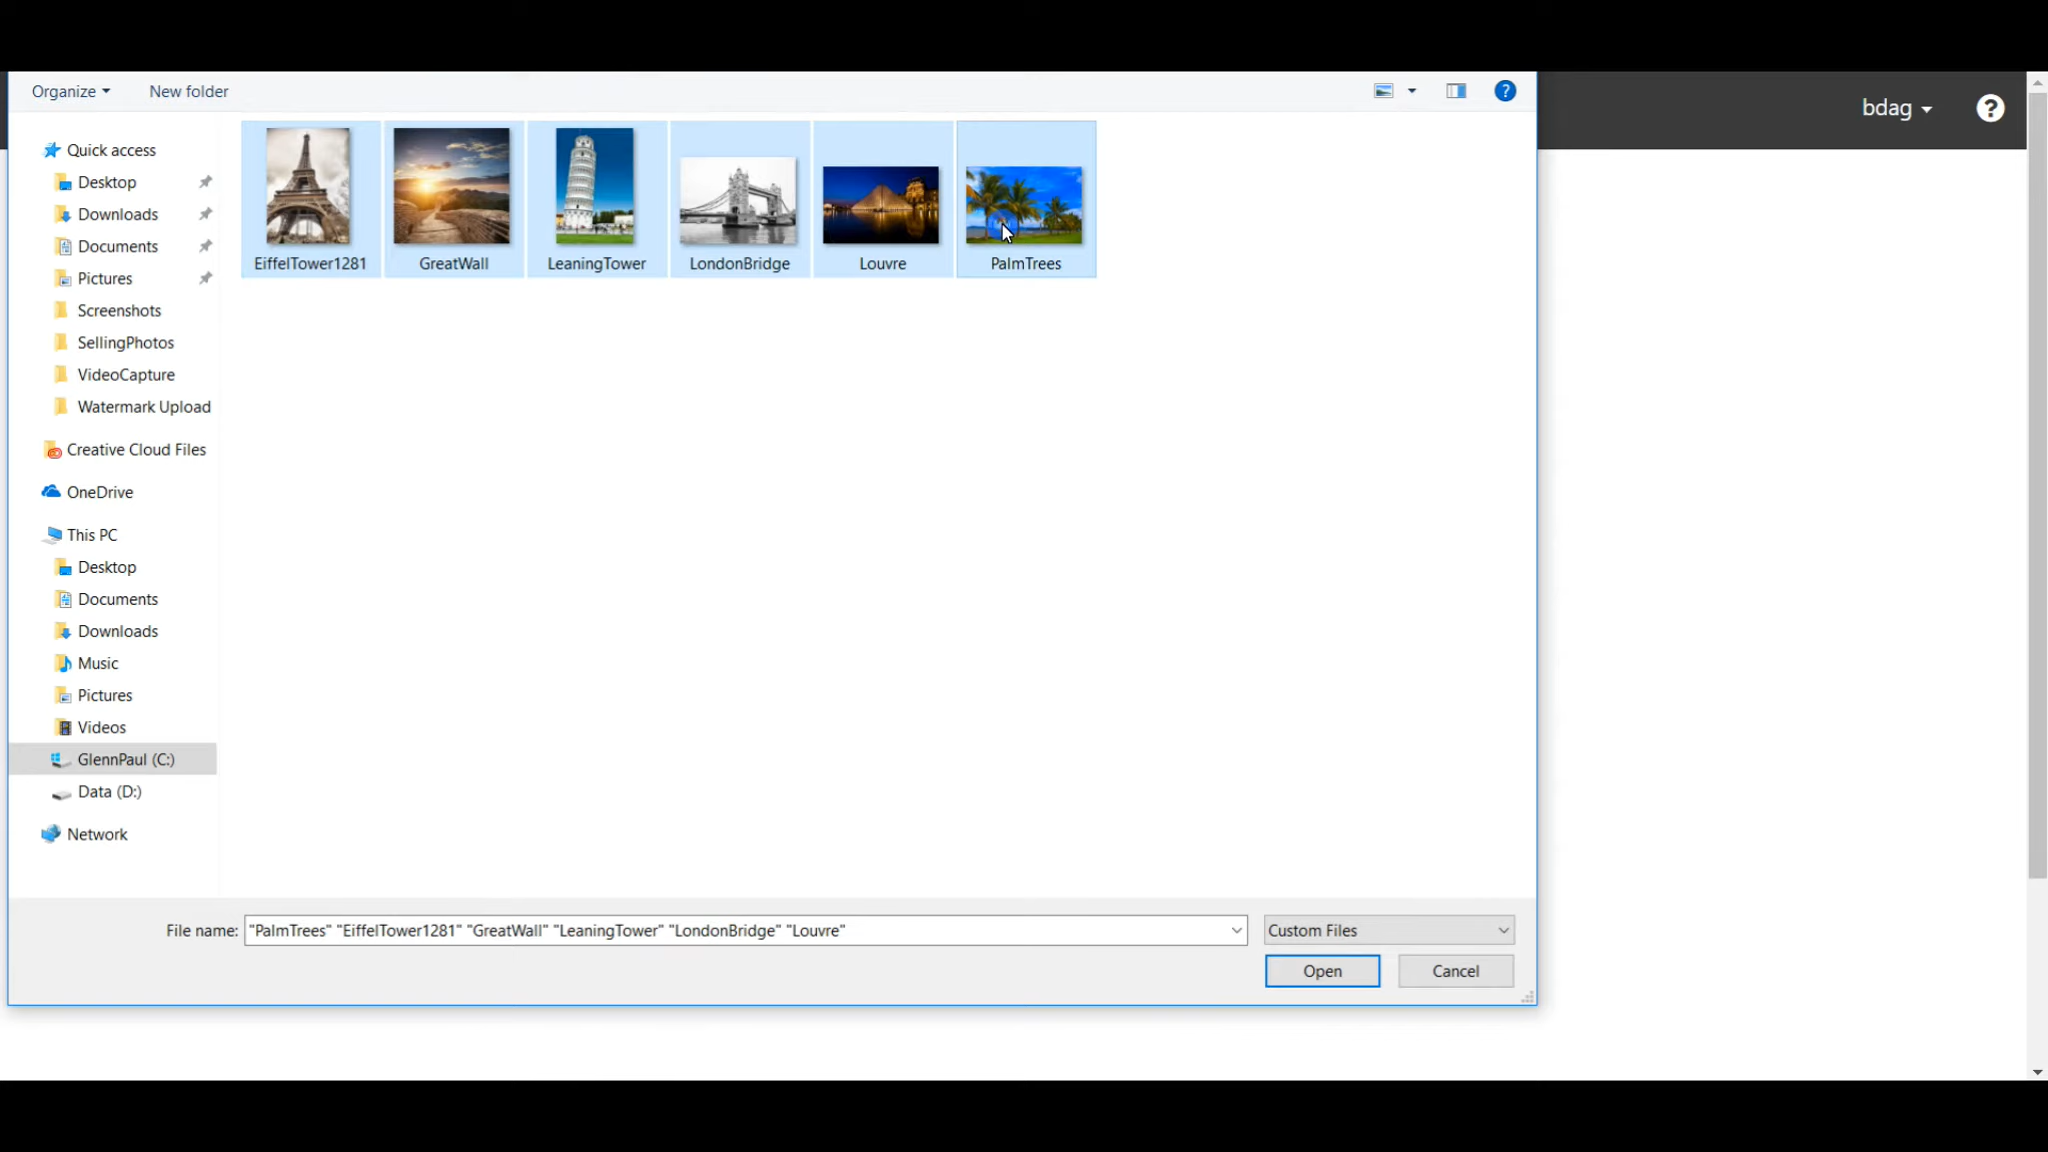 Organize New folder ?
bdag ?
Quick access
Desktop
Downloads
Documents
Pictures
Screenshots
SellingPhotos
VideoCapture
Watermark Upload
Creative Cloud Files
OneDrive
This PC
Desktop
Documents
Downloads
Music
Pictures
Videos
GlennPaul (C:)
Data (D:)
Network
EiffelTower1281 GreatWall LeaningTower LondonBridge Louvre PalmTrees
File name: "PalmTrees" "EiffelTower1281" "GreatWall" "LeaningTower" "LondonBridge" "Louvre" Custom Files
Open Cancel